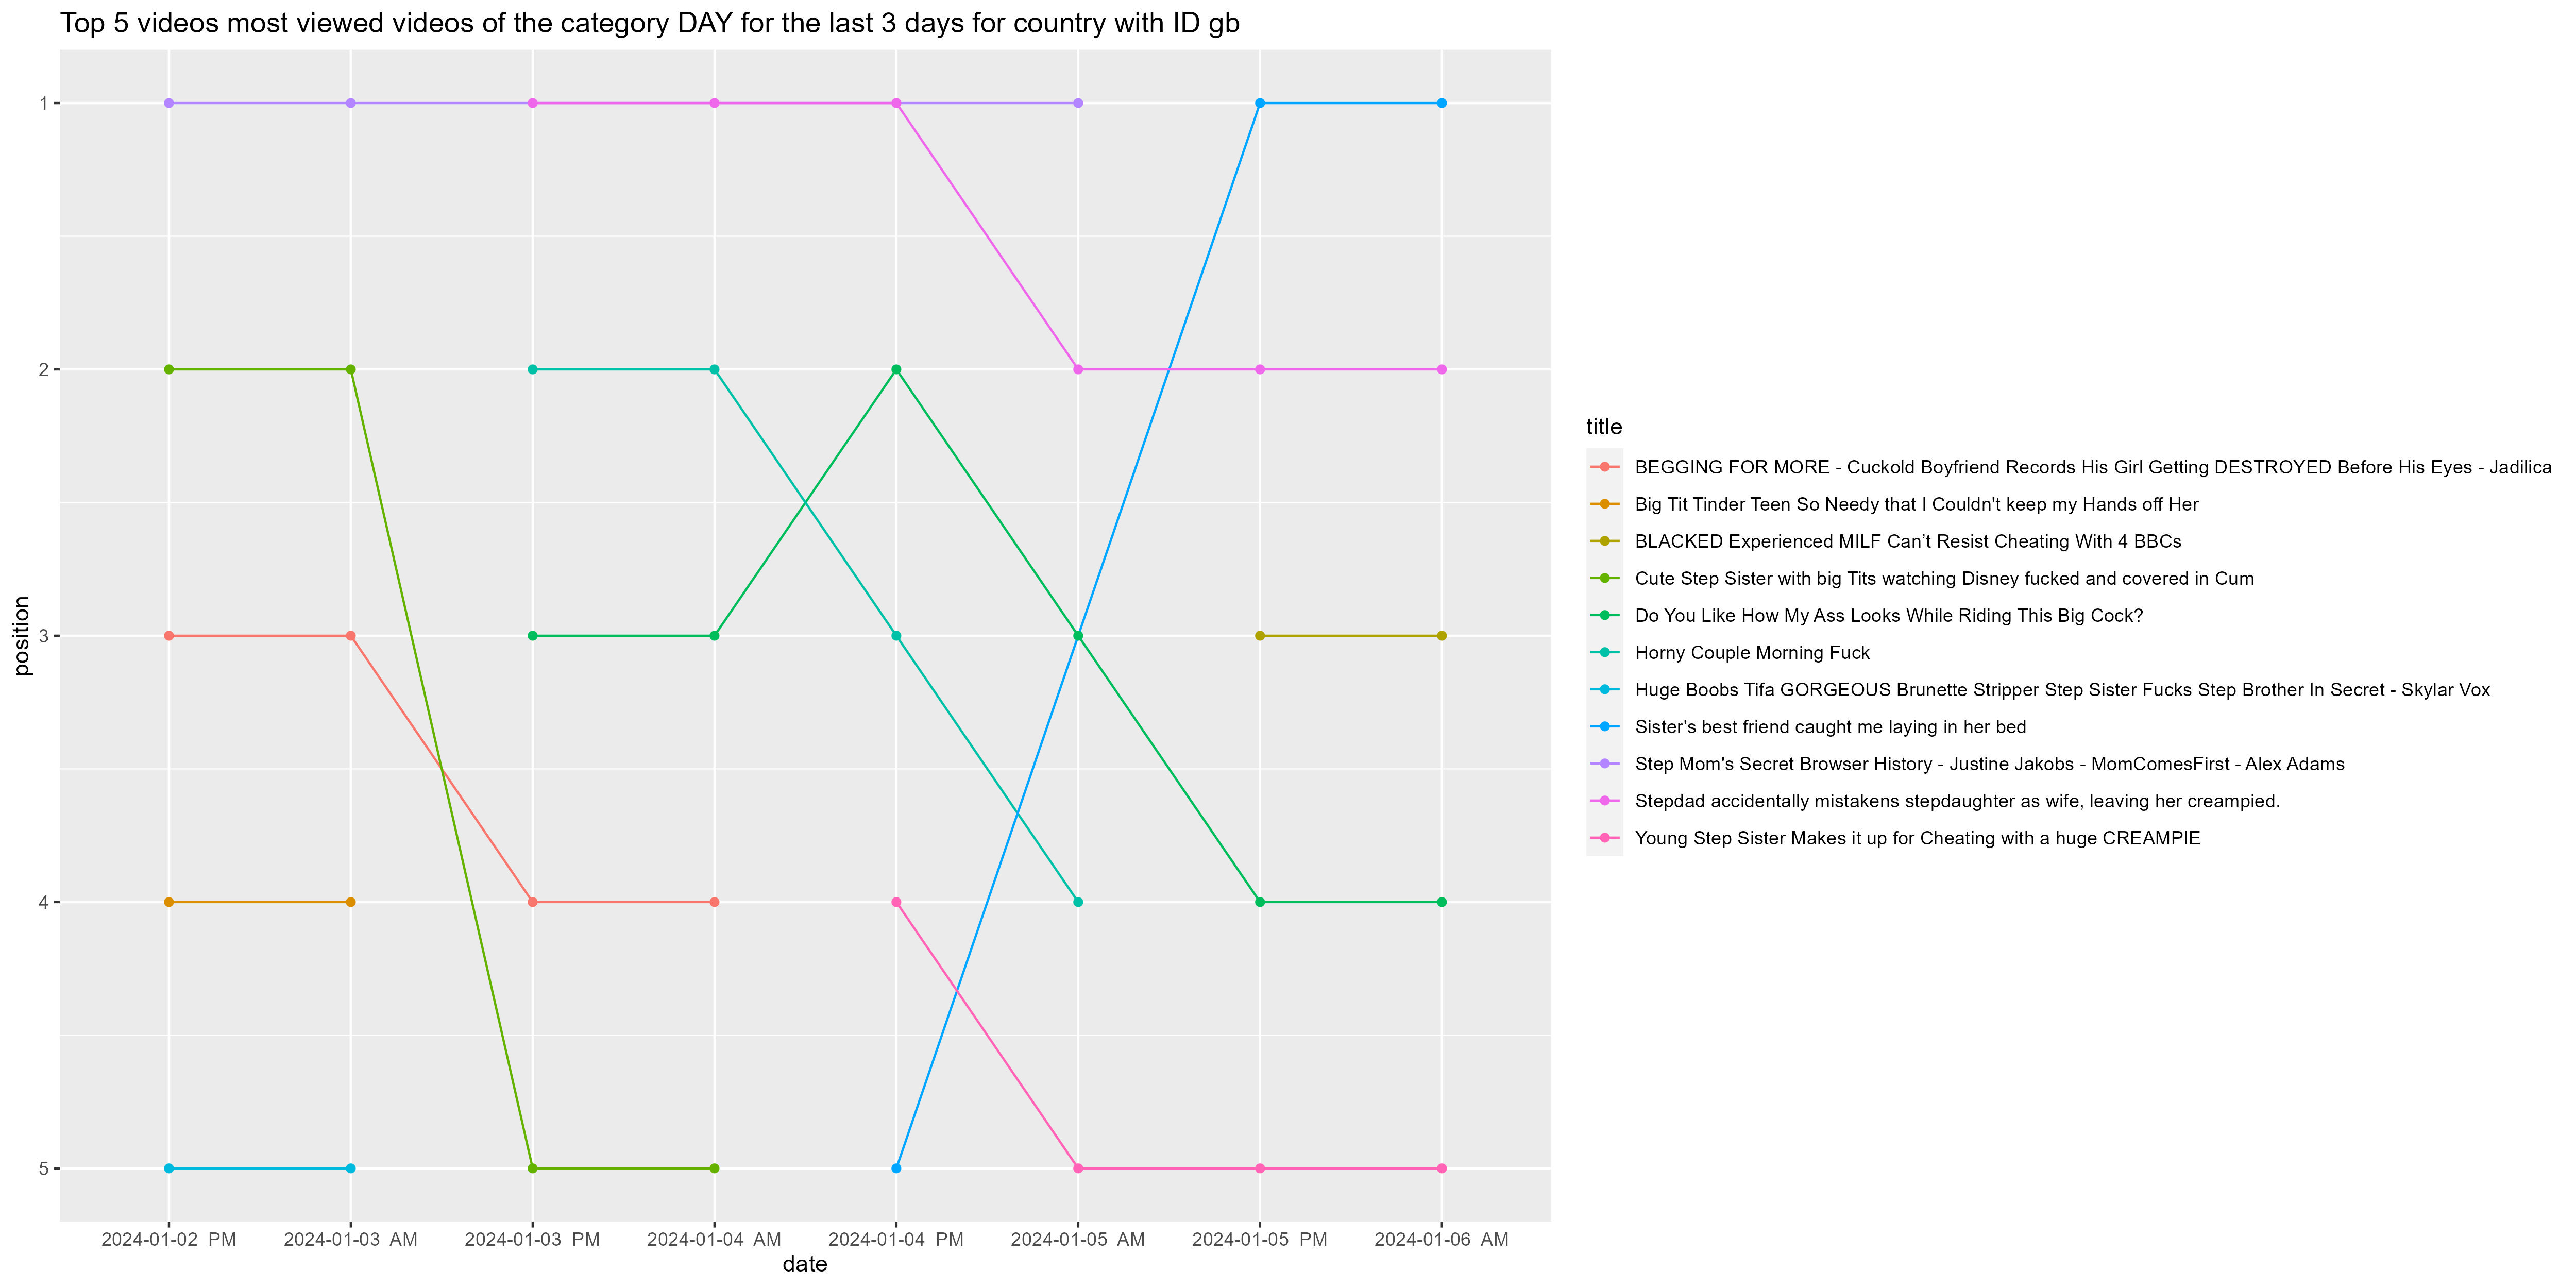 Top 5 videos most viewed videos of the category DAY for the last 3 days for country with ID gb
1
2
3
4
5
position
2024-01-02 PM
2024-01-03 AM
2024-01-03 PM
2024-01-04 AM
2024-01-04 PM
2024-01-05 AM
2024-01-05 PM
2024-01-06 AM
date
title
BEGGING FOR MORE - Cuckold Boyfriend Records His Girl Getting DESTROYED Before His Eyes - Jadilica
Big Tit Tinder Teen So Needy that I Couldn't keep my Hands off Her
BLACKED Experienced MILF Can’t Resist Cheating With 4 BBCs
Cute Step Sister with big Tits watching Disney fucked and covered in Cum
Do You Like How My Ass Looks While Riding This Big Cock?
Horny Couple Morning Fuck
Huge Boobs Tifa GORGEOUS Brunette Stripper Step Sister Fucks Step Brother In Secret - Skylar Vox
Sister's best friend caught me laying in her bed
Step Mom's Secret Browser History - Justine Jakobs - MomComesFirst - Alex Adams
Stepdad accidentally mistakens stepdaughter as wife, leaving her creampied.
Young Step Sister Makes it up for Cheating with a huge CREAMPIE